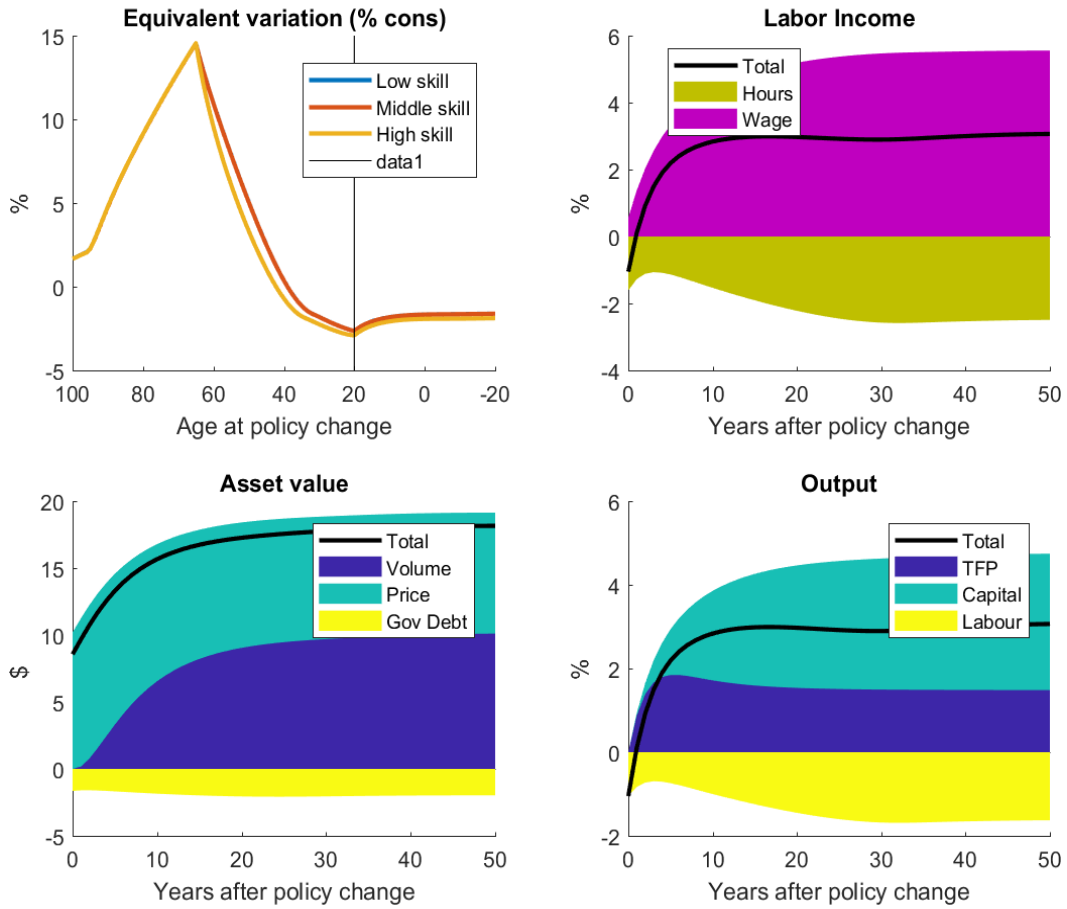 Equivalent variation (% cons)
15
10
5
0
-5
%
100
80
60
40
20
0
-20
Age at policy change
Low skill
Middle skill
High skill
data1
Labor Income
6
4
2
0
-2
-4
%
0
10
20
30
40
50
Years after policy change
Total
Hours
Wage
Asset value
20
15
10
5
0
-5
$
0
10
20
30
40
50
Years after policy change
Total
Volume
Price
Gov Debt
Output
6
4
2
0
-2
%
0
10
20
30
40
50
Years after policy change
Total
TFP
Capital
Labour